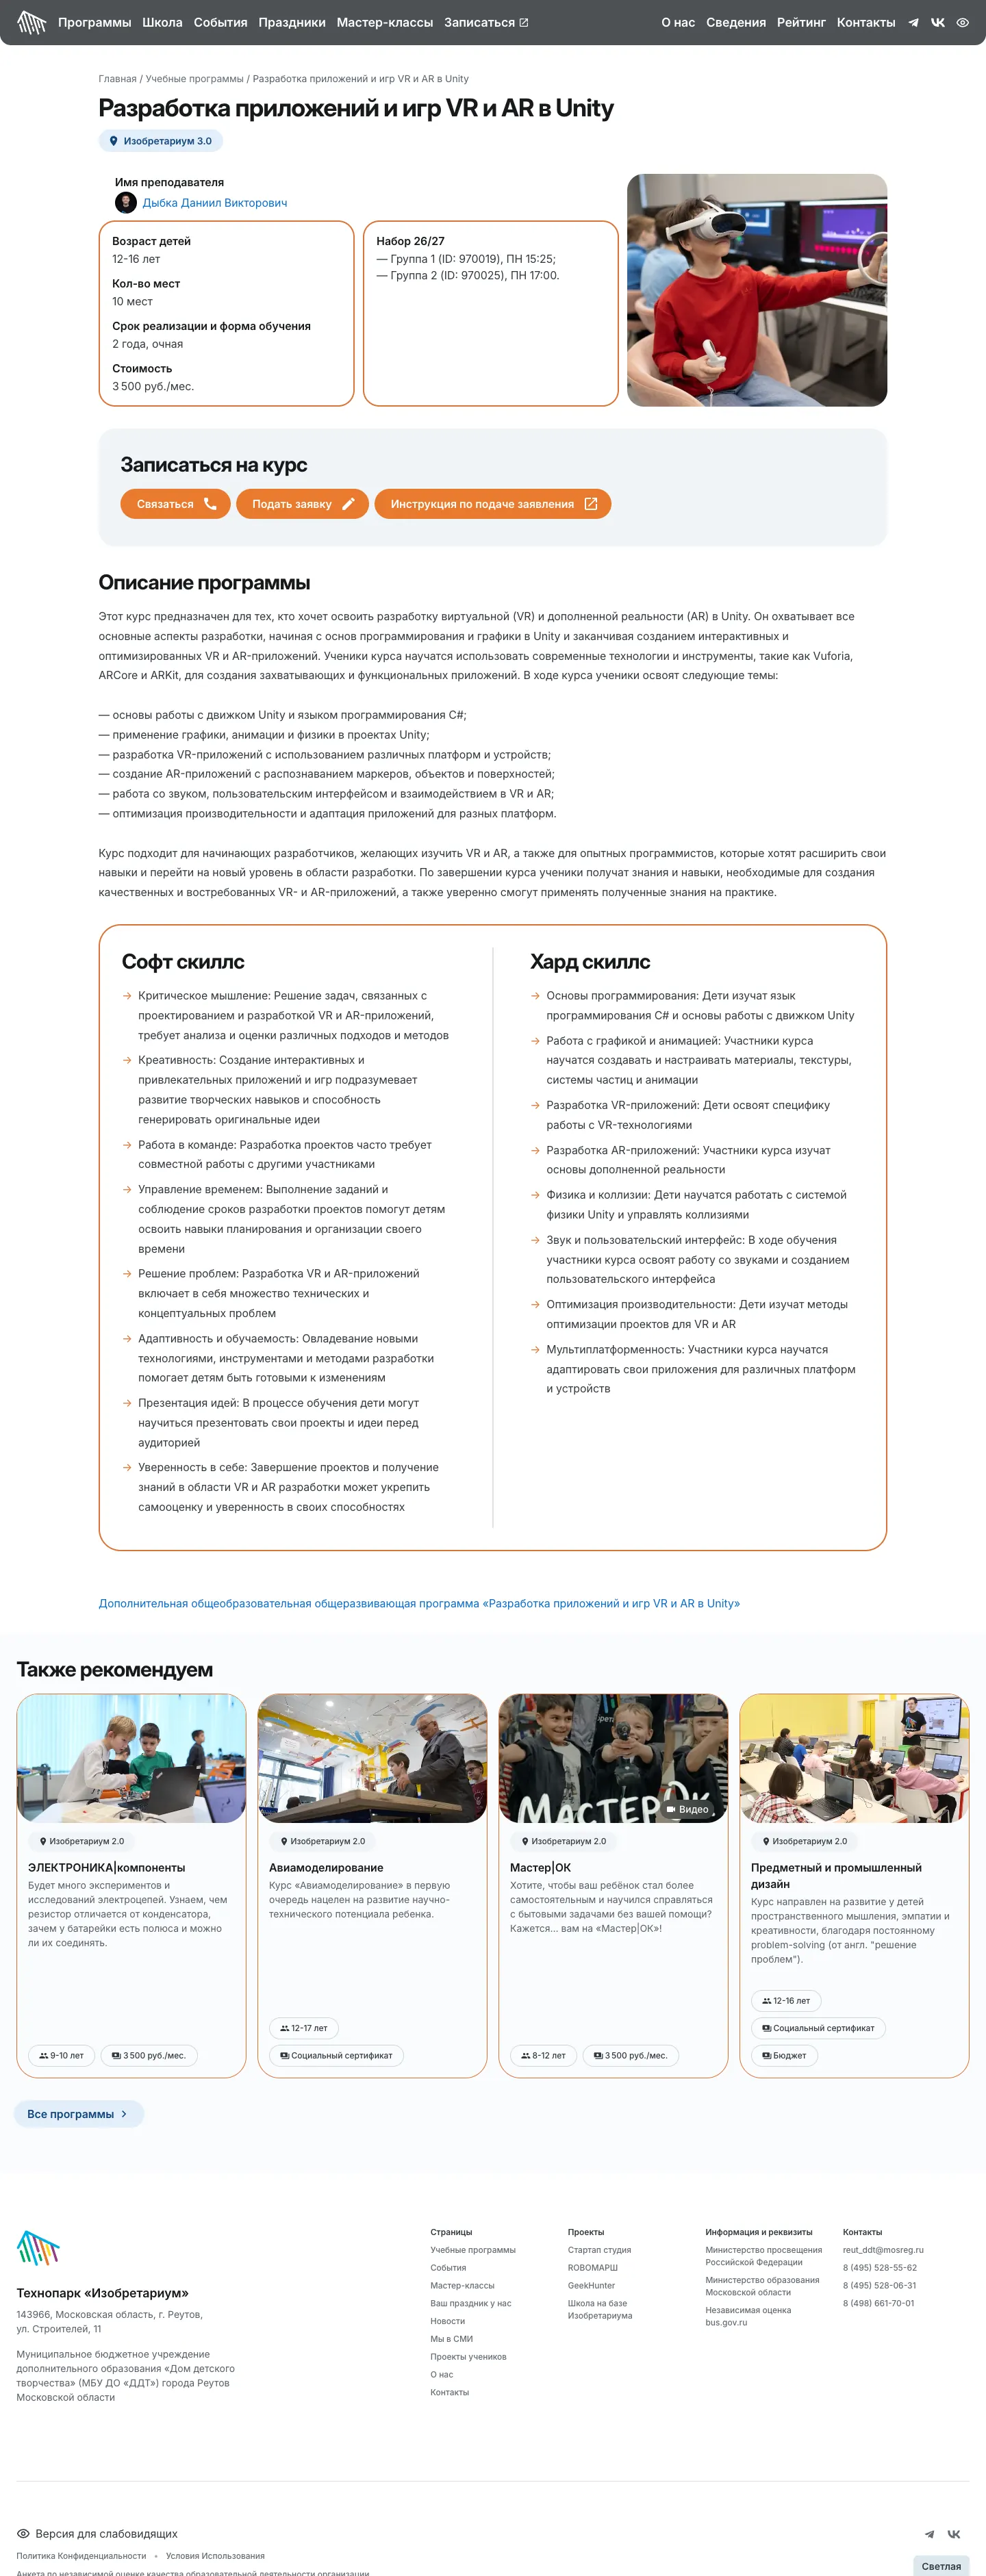 Программы Школа События Праздники Мастер-классы Записаться О нас Сведения Рейтинг Контакты
Главная / Учебные программы / Разработка приложений и игр VR и AR в Unity
Разработка приложений и игр VR и AR в Unity
Изобретариум 3.0
Имя преподавателя
Дыбка Даниил Викторович
Возраст детей
12-16 лет
Кол-во мест
10 мест
Срок реализации и форма обучения
2 года, очная
Стоимость
3 500 руб./мес.
Набор 26/27
— Группа 1 (ID: 970019), ПН 15:25;
— Группа 2 (ID: 970025), ПН 17:00.
Записаться на курс
Связаться Подать заявку Инструкция по подаче заявления
Описание программы
Этот курс предназначен для тех, кто хочет освоить разработку виртуальной (VR) и дополненной реальности (AR) в Unity. Он охватывает все
основные аспекты разработки, начиная с основ программирования и графики в Unity и заканчивая созданием интерактивных и
оптимизированных VR и AR-приложений. Ученики курса научатся использовать современные технологии и инструменты, такие как Vuforia,
ARCore и ARKit, для создания захватывающих и функциональных приложений. В ходе курса ученики освоят следующие темы:
— основы работы с движком Unity и языком программирования C#;
— применение графики, анимации и физики в проектах Unity;
— разработка VR-приложений с использованием различных платформ и устройств;
— создание AR-приложений с распознаванием маркеров, объектов и поверхностей;
— работа со звуком, пользовательским интерфейсом и взаимодействием в VR и AR;
— оптимизация производительности и адаптация приложений для разных платформ.
Курс подходит для начинающих разработчиков, желающих изучить VR и AR, а также для опытных программистов, которые хотят расширить свои
навыки и перейти на новый уровень в области разработки. По завершении курса ученики получат знания и навыки, необходимые для создания
качественных и востребованных VR- и AR-приложений, а также уверенно смогут применять полученные знания на практике.
Софт скиллс
Критическое мышление: Решение задач, связанных с
проектированием и разработкой VR и AR-приложений,
требует анализа и оценки различных подходов и методов
Креативность: Создание интерактивных и
привлекательных приложений и игр подразумевает
развитие творческих навыков и способность
генерировать оригинальные идеи
Работа в команде: Разработка проектов часто требует
совместной работы с другими участниками
Управление временем: Выполнение заданий и
соблюдение сроков разработки проектов помогут детям
освоить навыки планирования и организации своего
времени
Решение проблем: Разработка VR и AR-приложений
включает в себя множество технических и
концептуальных проблем
Адаптивность и обучаемость: Овладевание новыми
технологиями, инструментами и методами разработки
помогает детям быть готовыми к изменениям
Презентация идей: В процессе обучения дети могут
научиться презентовать свои проекты и идеи перед
аудиторией
Уверенность в себе: Завершение проектов и получение
знаний в области VR и AR разработки может укрепить
самооценку и уверенность в своих способностях
Хард скиллс
Основы программирования: Дети изучат язык
программирования C# и основы работы с движком Unity
Работа с графикой и анимацией: Участники курса
научатся создавать и настраивать материалы, текстуры,
системы частиц и анимации
Разработка VR-приложений: Дети освоят специфику
работы с VR-технологиями
Разработка AR-приложений: Участники курса изучат
основы дополненной реальности
Физика и коллизии: Дети научатся работать с системой
физики Unity и управлять коллизиями
Звук и пользовательский интерфейс: В ходе обучения
участники курса освоят работу со звуками и созданием
пользовательского интерфейса
Оптимизация производительности: Дети изучат методы
оптимизации проектов для VR и AR
Мультиплатформенность: Участники курса научатся
адаптировать свои приложения для различных платформ
и устройств
Дополнительная общеобразовательная общеразвивающая программа «Разработка приложений и игр VR и AR в Unity»
Также рекомендуем
Изобретариум 2.0
ЭЛЕКТРОНИКА|компоненты
Будет много экспериментов и
исследований электроцепей. Узнаем, чем
резистор отличается от конденсатора,
зачем у батарейки есть полюса и можно
ли их соединять.
9-10 лет 3 500 руб./мес.
Изобретариум 2.0
Авиамоделирование
Курс «Авиамоделирование» в первую
очередь нацелен на развитие научно-
технического потенциала ребенка.
12-17 лет
Социальный сертификат
МАСТЕРОК
Видео
Изобретариум 2.0
Мастер|ОК
Хотите, чтобы ваш ребёнок стал более
самостоятельным и научился справляться
с бытовыми задачами без вашей помощи?
Кажется... вам на «Мастер|ОК»!
8-12 лет 3 500 руб./мес.
Изобретариум 2.0
Предметный и промышленный
дизайн
Курс направлен на развитие у детей
пространственного мышления, эмпатии и
креативности, благодаря постоянному
problem-solving (от англ. "решение
проблем").
12-16 лет
Социальный сертификат
Бюджет
Все программы
Технопарк «Изобретариум»
143966, Московская область, г. Реутов,
ул. Строителей, 11
Муниципальное бюджетное учреждение
дополнительного образования «Дом детского
творчества» (МБУ ДО «ДДТ») города Реутов
Московской области
Страницы
Учебные программы
События
Мастер-классы
Ваш праздник у нас
Новости
Мы в СМИ
Проекты учеников
О нас
Контакты
Проекты
Стартап студия
ROBOМАРШ
GeekHunter
Школа на базе
Изобретариума
Информация и реквизиты
Министерство просвещения
Российской Федерации
Министерство образования
Московской области
Независимая оценка
bus.gov.ru
Контакты
reut_ddt@mosreg.ru
8 (495) 528-55-62
8 (495) 528-06-31
8 (498) 661-70-01
Версия для слабовидящих
Политика Конфиденциальности • Условия Использования
Светлая
Анкета по независимой оценке качества образовательной деятельности организации